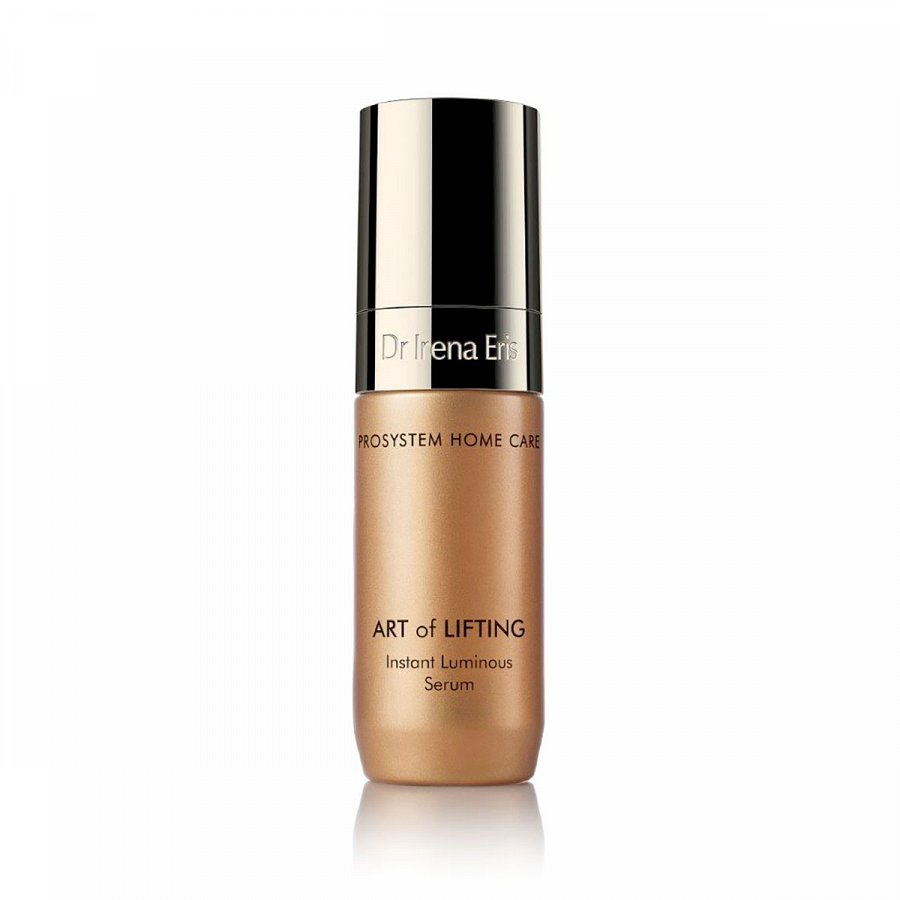 Dr Irena Eris
PROSYSTEM HOME CARE
ART of LIFTING
Instant Luminous
Serum